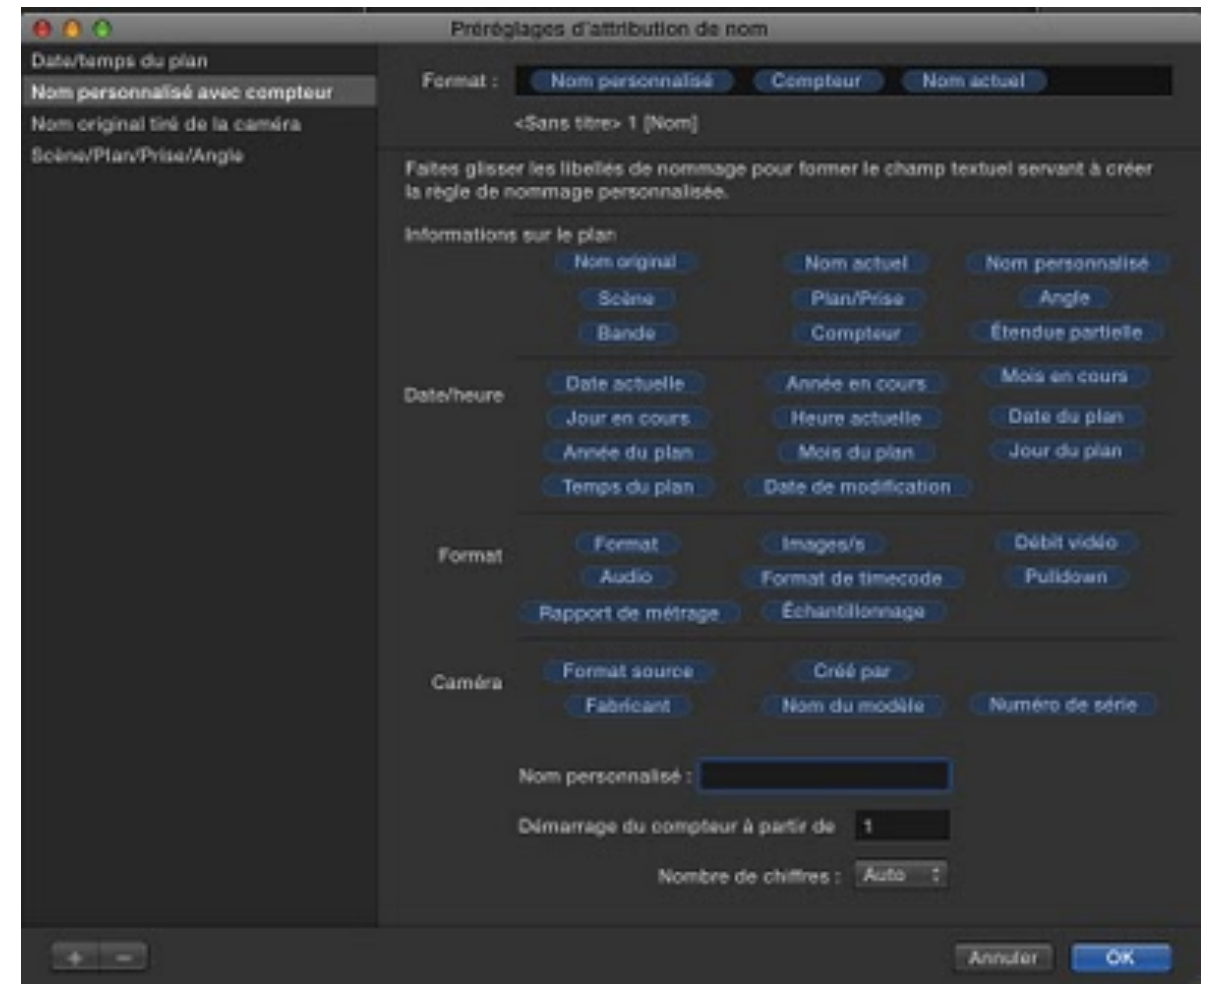 Préréglages d'attribution de nom
Date/temps du plan
Nom personnalisé avec compteur
Nom original tiré de la caméra
Scène/Plan/Prise/Angle
Format : Nom personnalisé Compteur Nom actuel
<Sans titre> 1 [Nom]
Faites glisser les libellés de nommage pour former le champ textuel servant à créer
la règle de nommage personnalisée.
Informations sur le plan
Nom original Nom actuel Nom personnalisé
Scène Plan/Prise Angle
Bande Compteur Étendue partielle
Date/heure
Date actuelle Année en cours Mois en cours
Jour en cours Heure actuelle Date du plan
Année du plan Mois du plan Jour du plan
Temps du plan Date de modification
Format
Format Images/s Débit vidéo
Audio Format de timecode Pulldown
Rapport de métrage Échantillonnage
Caméra
Format source Créé par
Fabricant Nom du modèle Numéro de série
Nom personnalisé :
Démarrage du compteur à partir de 1
Nombre de chiffres : Auto
+ −
Annuler OK